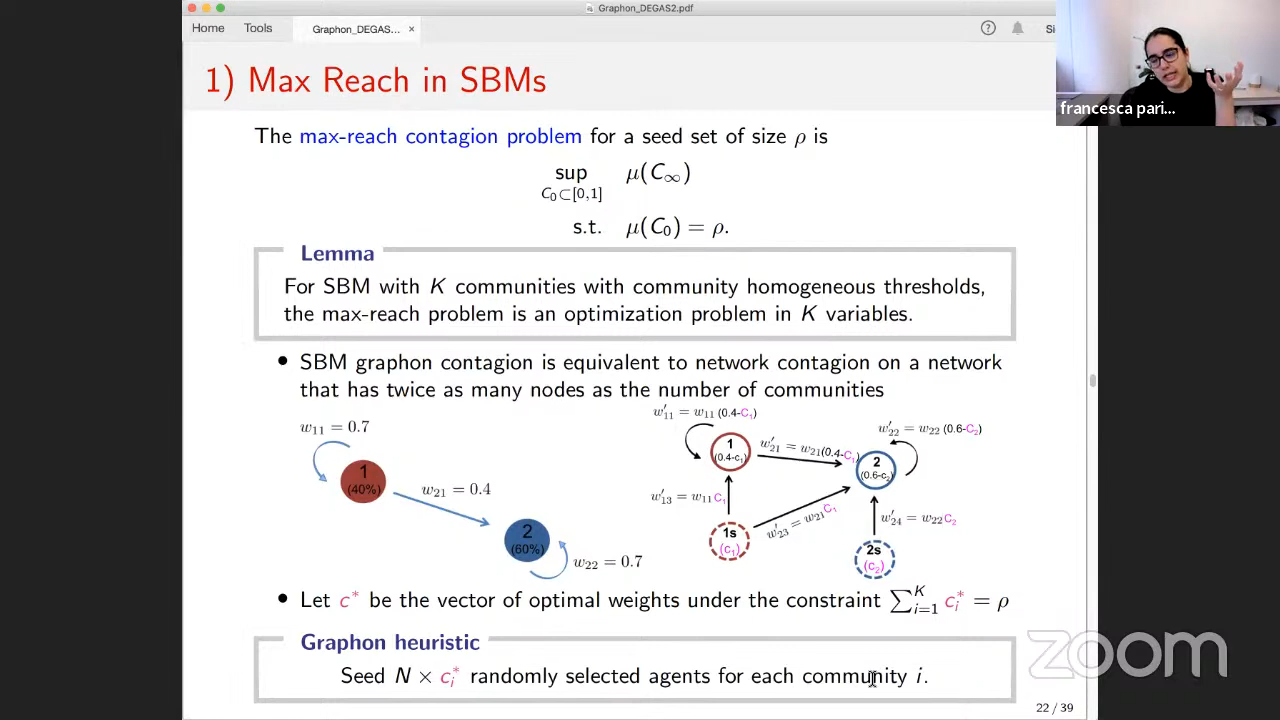 Graphon_DEGAS2.pdf
Home Tools Graphon_DEGAS... ×
francesca pari...
1) Max Reach in SBMs
The max-reach contagion problem for a seed set of size ρ is
sup μ(C∞)
C₀⊂[0,1]
s.t. μ(C₀) = ρ.
Lemma
For SBM with K communities with community homogeneous thresholds,
the max-reach problem is an optimization problem in K variables.
• SBM graphon contagion is equivalent to network contagion on a network
that has twice as many nodes as the number of communities
w₁₁ = 0.7
1
(40%)
w₂₁ = 0.4
2
(60%)
w₂₂ = 0.7
w′₁₁ = w₁₁ (0.4-C₁)
1
(0.4-c₁)
w′₂₁ = w₂₁(0.4-C₁)
w′₂₂ = w₂₂ (0.6-C₂)
2
(0.6-c₂)
w′₁₃ = w₁₁C₁
w′₂₃ = w₂₁C₁
w′₂₄ = w₂₂C₂
1s
(c₁)
2s
(c₂)
• Let c* be the vector of optimal weights under the constraint ∑ᵢ₌₁ᴷ cᵢ* = ρ
Graphon heuristic
Seed N × cᵢ* randomly selected agents for each community i.
zoom
22 / 39